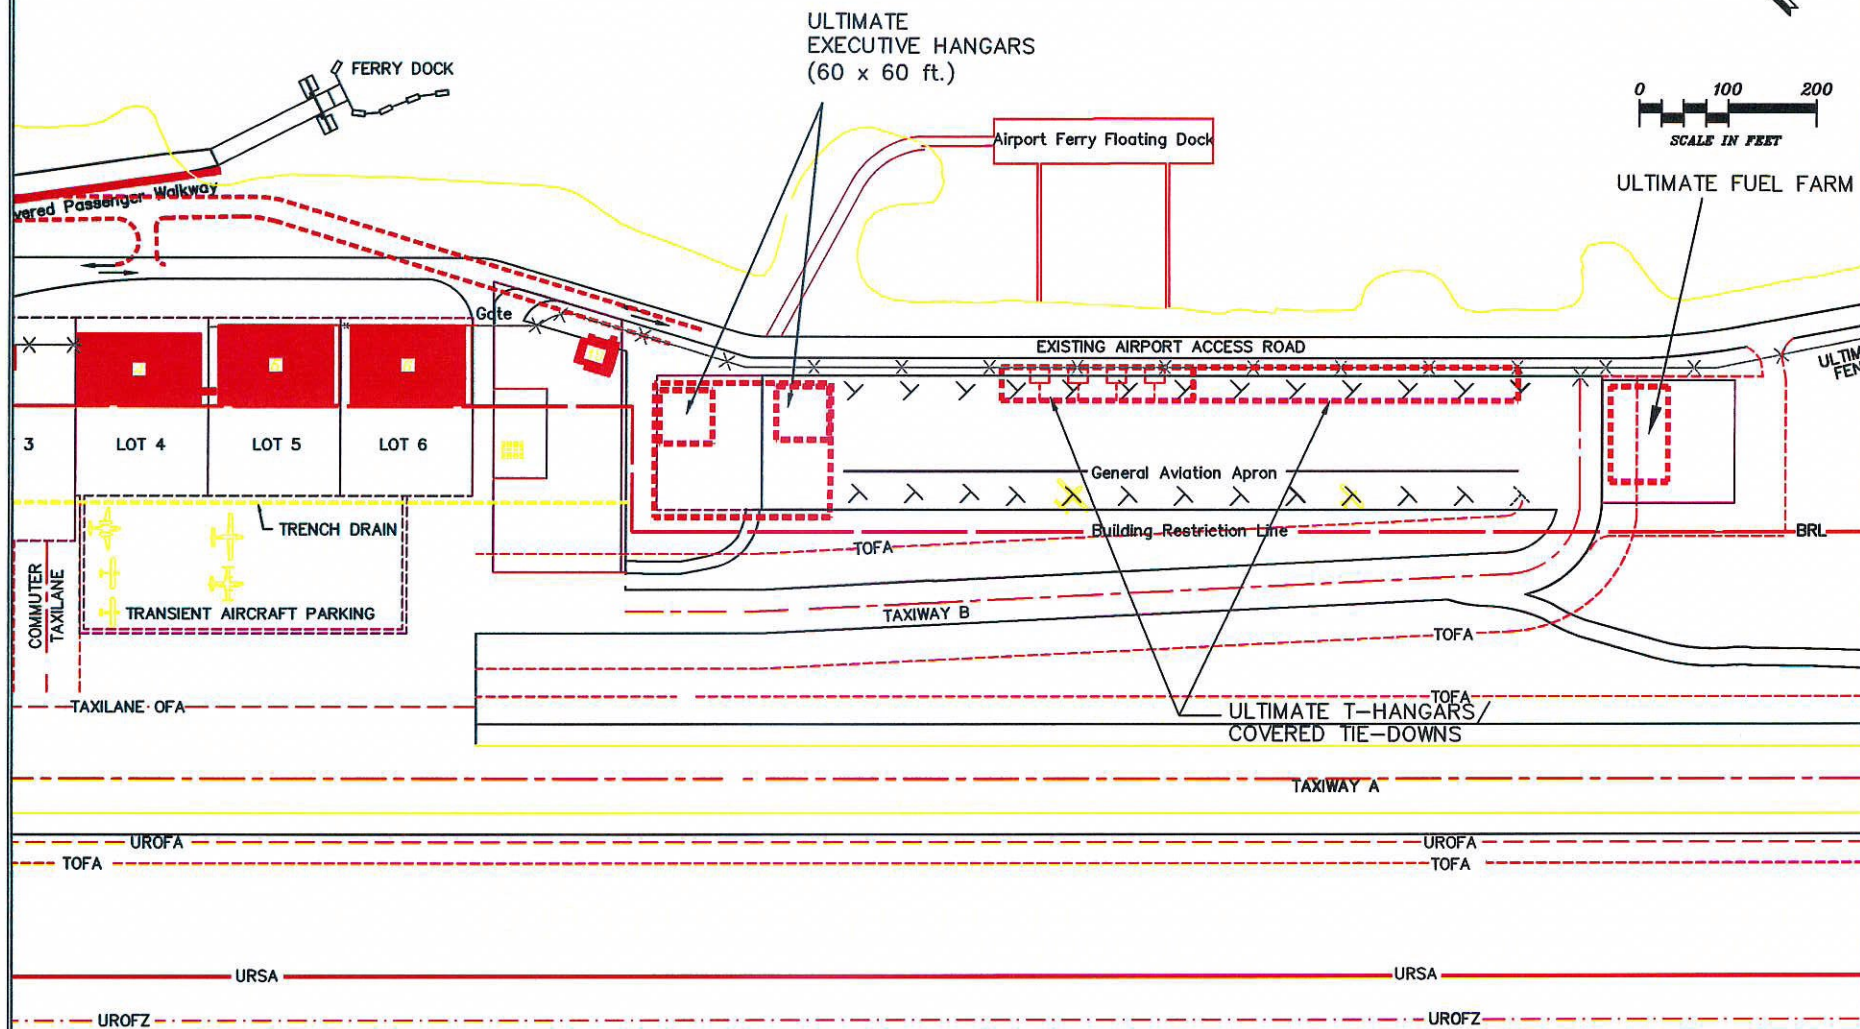 ULTIMATE
EXECUTIVE HANGARS
(60 x 60 ft.)
FERRY DOCK
0 100 200
SCALE IN FEET
Airport Ferry Floating Dock
ULTIMATE FUEL FARM
vered Passenger Walkway
Gate
EXISTING AIRPORT ACCESS ROAD
ULTIM
FEN
3
LOT 4
LOT 5
LOT 6
General Aviation Apron
TRENCH DRAIN
Building Restriction Line
BRL
TOFA
COMMUTER
TAXILANE
TRANSIENT AIRCRAFT PARKING
TAXIWAY B
TOFA
TAXILANE OFA
TOFA
ULTIMATE T-HANGARS/
COVERED TIE-DOWNS
TAXIWAY A
UROFA
UROFA
TOFA
TOFA
URSA
URSA
UROFZ
UROFZ